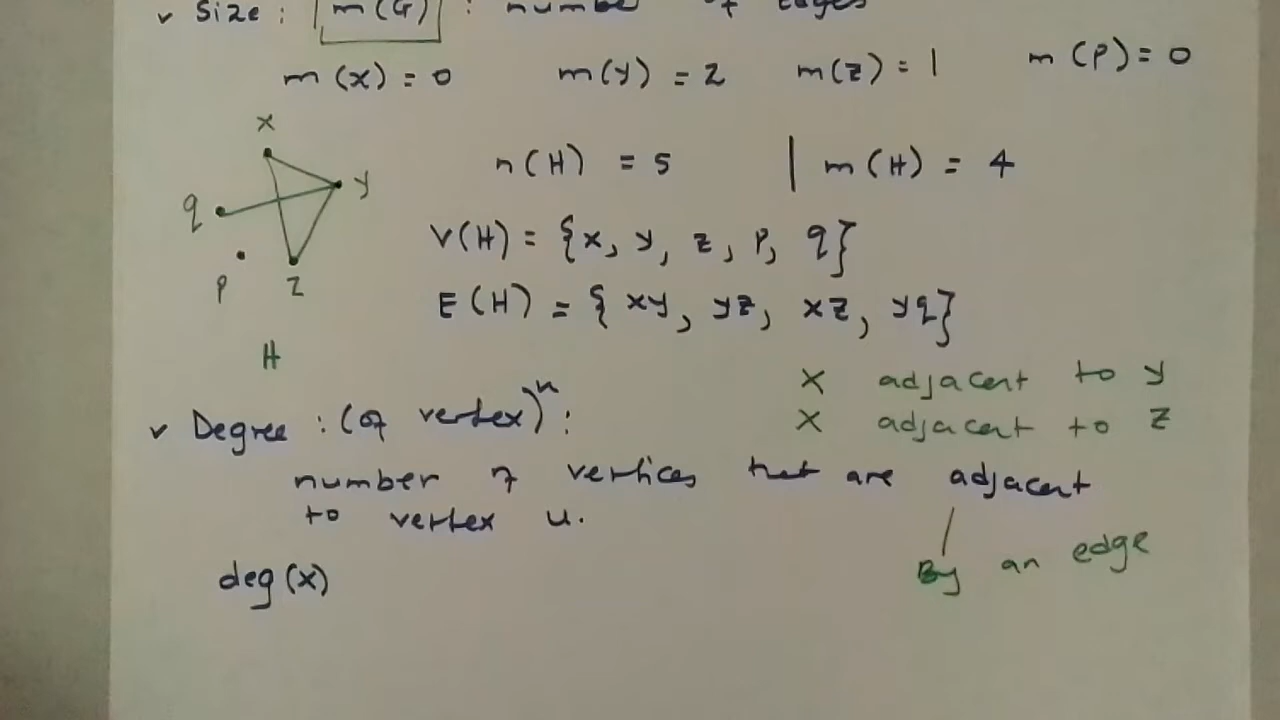 ✓ Size : m(G) : number of edges
m(x) = 0 m(y) = 2 m(z) = 1 m(p) = 0
x
n(H) = 5 | m(H) = 4
y
q
V(H) = {x, y, z, p, q}
p z
E(H) = {xy, yz, xz, yq}
H
x adjacent to y
✓ Degree : (of vertex)^u :
x adjacent to z
number of vertices that are adjacent
to vertex u.
By an edge
deg(x)